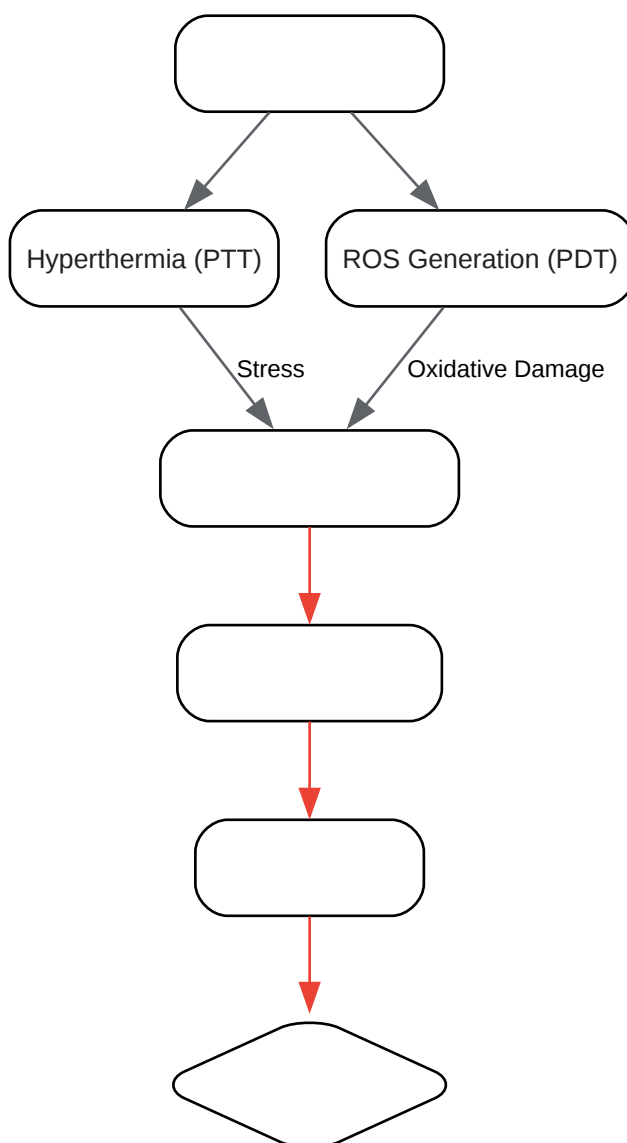 Hyperthermia (PTT)
ROS Generation (PDT)
Stress
Oxidative Damage